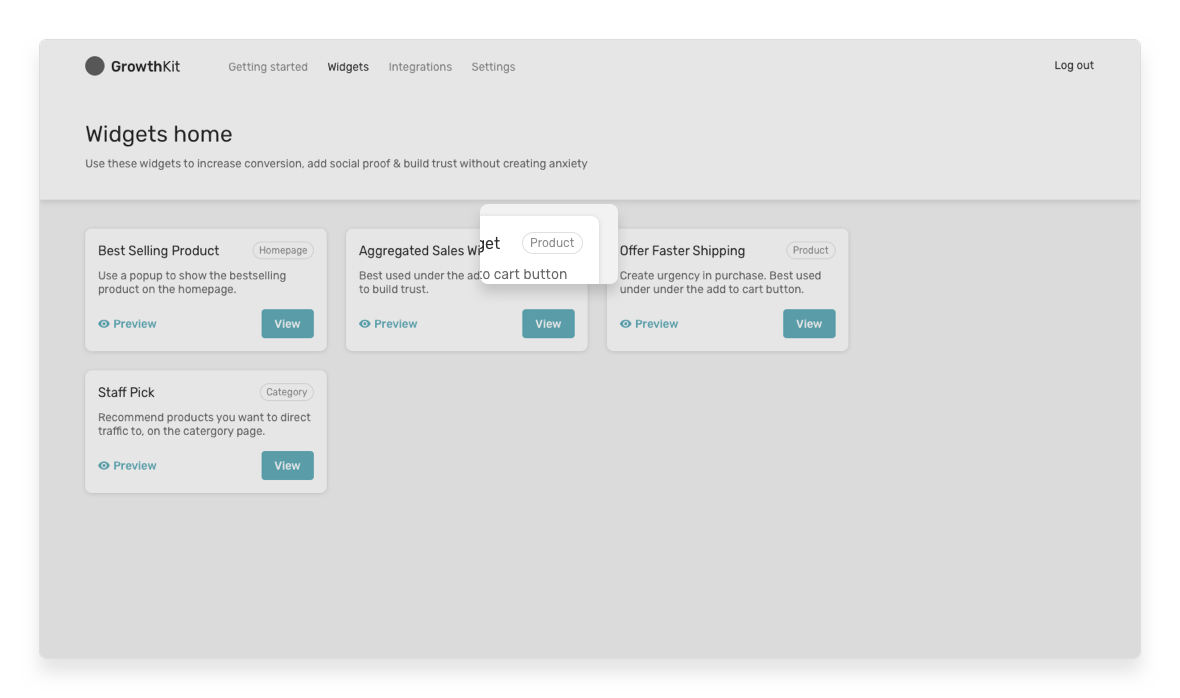 GrowthKit
Getting started
Widgets
Integrations
Settings
Log out
Widgets home
Use these widgets to increase conversion, add social proof & build trust without creating anxiety
Best Selling Product
Homepage
Use a popup to show the bestselling
product on the homepage.
Preview
View
Aggregated Sales Wi
get
Product
Best used under the ad
to cart button
to build trust.
Preview
View
Offer Faster Shipping
Product
Create urgency in purchase. Best used
under under the add to cart button.
Preview
View
Staff Pick
Category
Recommend products you want to direct
traffic to, on the catergory page.
Preview
View